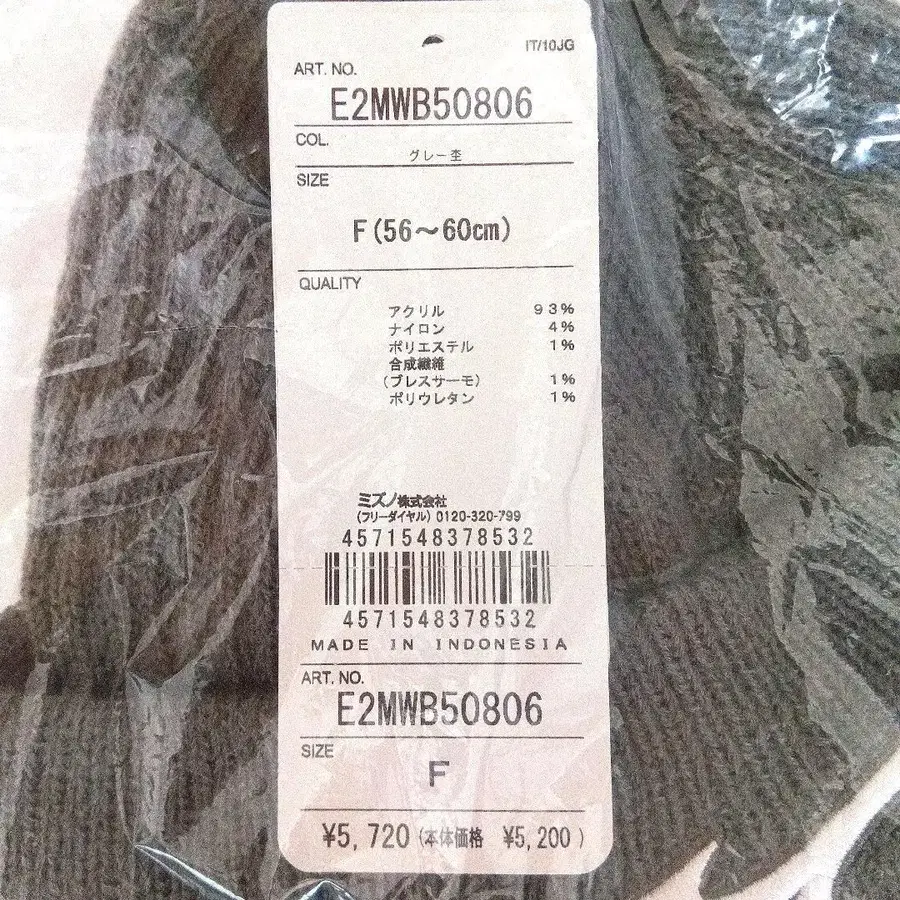 IT/10JG
ART. NO.
E2MWB50806
COL.
グレー杢
SIZE
F(56～60cm)
QUALITY
アクリル 93%
ナイロン 4%
ポリエステル 1%
合成繊維
(ブレスサーモ) 1%
ポリウレタン 1%
ミズノ株式会社
(フリーダイヤル) 0120-320-799
4571548378532
4571548378532
MADE IN INDONESIA
ART. NO.
E2MWB50806
SIZE
F
¥5,720 (本体価格 ¥5,200 )